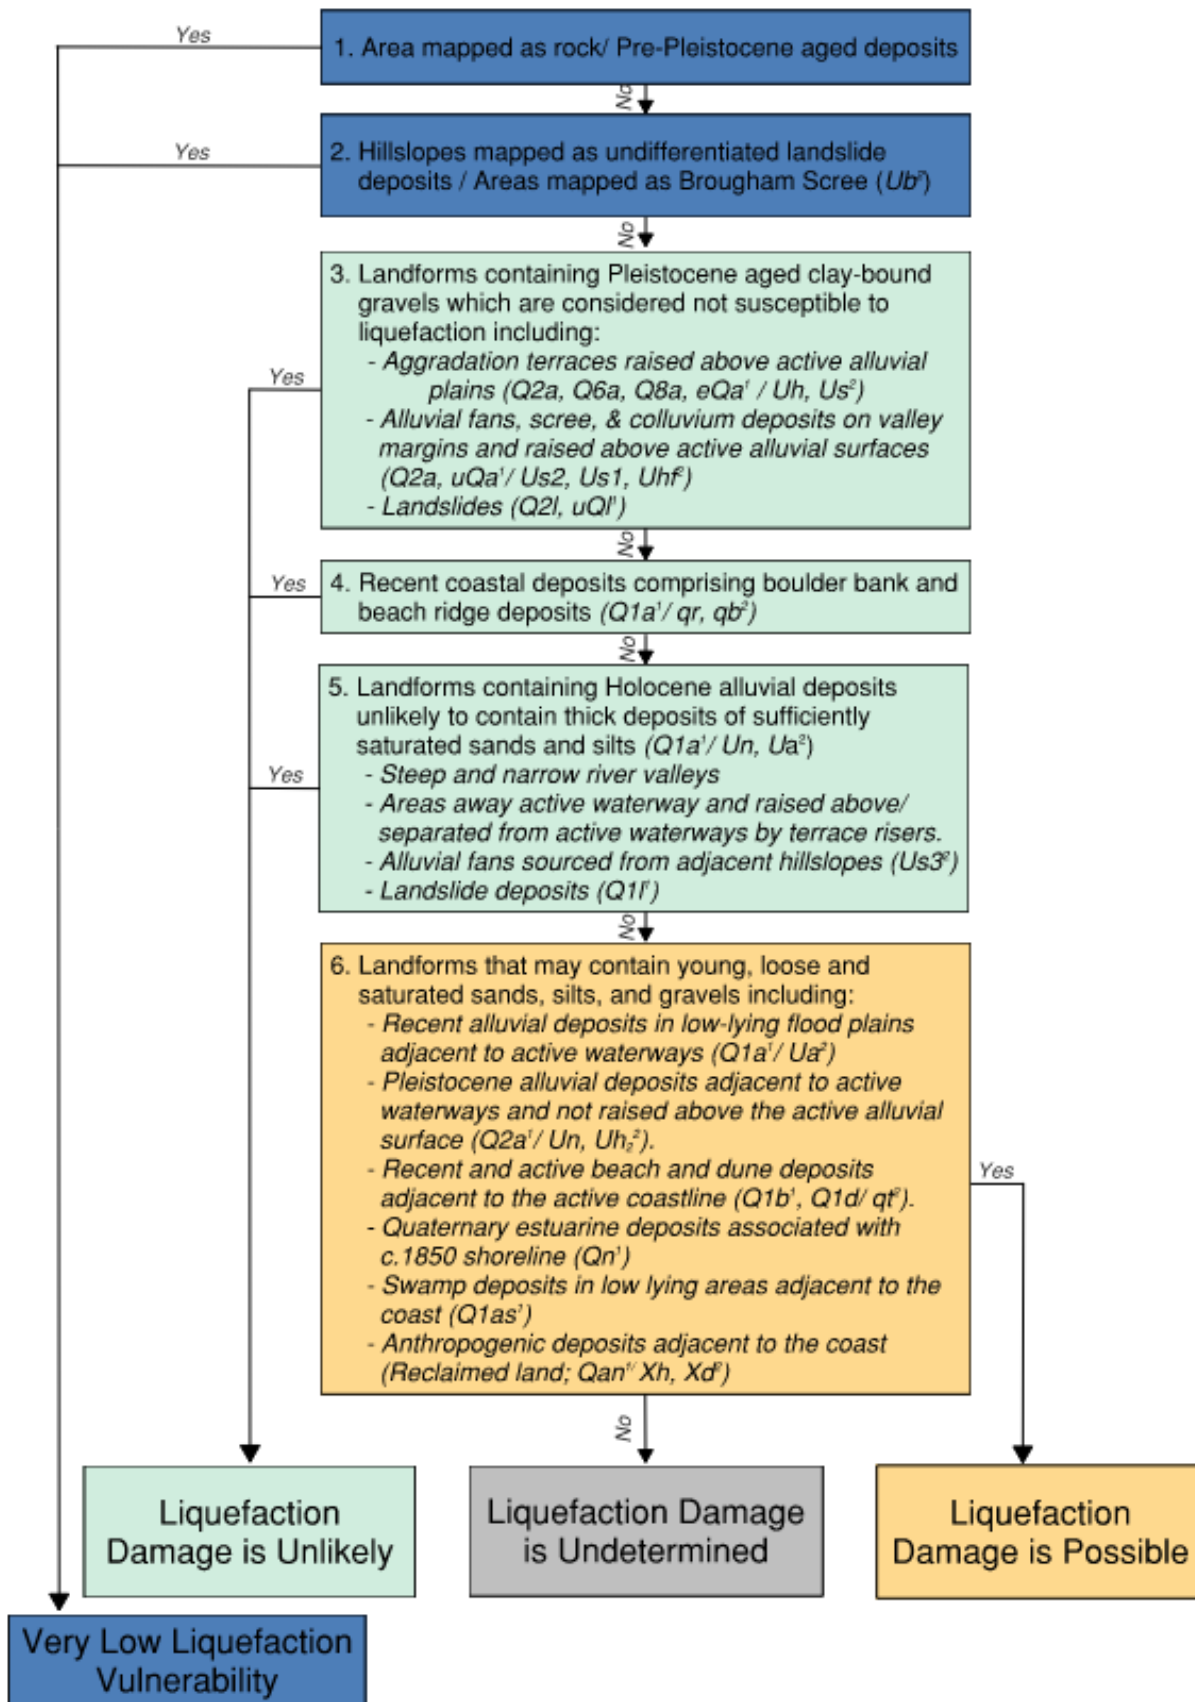 Yes
1. Area mapped as rock/ Pre-Pleistocene aged deposits
No
Yes
2. Hillslopes mapped as undifferentiated landslide
deposits / Areas mapped as Brougham Scree (Ub²)
No
3. Landforms containing Pleistocene aged clay-bound
gravels which are considered not susceptible to
liquefaction including:
- Aggradation terraces raised above active alluvial
plains (Q2a, Q6a, Q8a, eQa¹ / Uh, Us²)
Yes
- Alluvial fans, scree, & colluvium deposits on valley
margins and raised above active alluvial surfaces
(Q2a, uQa¹/ Us2, Us1, Uhf²)
- Landslides (Q2l, uQl¹)
No
Yes
4. Recent coastal deposits comprising boulder bank and
beach ridge deposits (Q1a¹/ qr, qb²)
No
5. Landforms containing Holocene alluvial deposits
unlikely to contain thick deposits of sufficiently
saturated sands and silts (Q1a¹/ Un, Ua²)
Yes
- Steep and narrow river valleys
- Areas away active waterway and raised above/
separated from active waterways by terrace risers.
- Alluvial fans sourced from adjacent hillslopes (Us3²)
- Landslide deposits (Q1l¹)
No
6. Landforms that may contain young, loose and
saturated sands, silts, and gravels including:
- Recent alluvial deposits in low-lying flood plains
adjacent to active waterways (Q1a¹/ Ua²)
- Pleistocene alluvial deposits adjacent to active
waterways and not raised above the active alluvial
surface (Q2a¹/ Un, Uh₂²).
- Recent and active beach and dune deposits
adjacent to the active coastline (Q1b¹, Q1d/ qt²).
Yes
- Quaternary estuarine deposits associated with
c.1850 shoreline (Qn¹)
- Swamp deposits in low lying areas adjacent to the
coast (Q1as¹)
- Anthropogenic deposits adjacent to the coast
(Reclaimed land; Qan¹/ Xh, Xd²)
No
Liquefaction
Damage is Unlikely
Liquefaction Damage
is Undetermined
Liquefaction
Damage is Possible
Very Low Liquefaction
Vulnerability